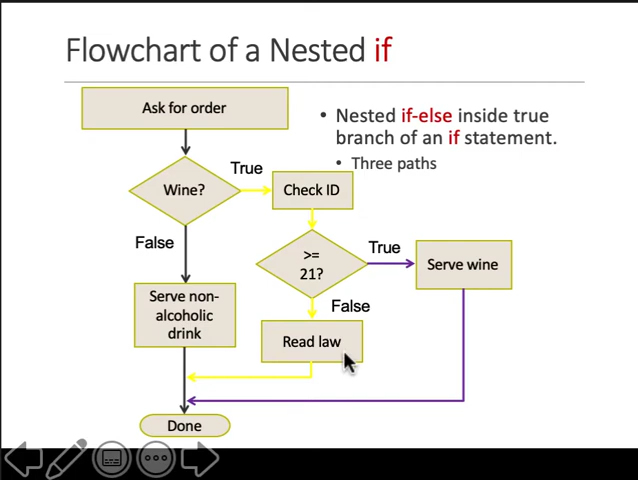 Flowchart of a Nested if
Ask for order
• Nested if-else inside true
branch of an if statement.
• Three paths
Wine?
True
Check ID
False
>=
21?
True
Serve wine
Serve non-
alcoholic
drink
False
Read law
Done